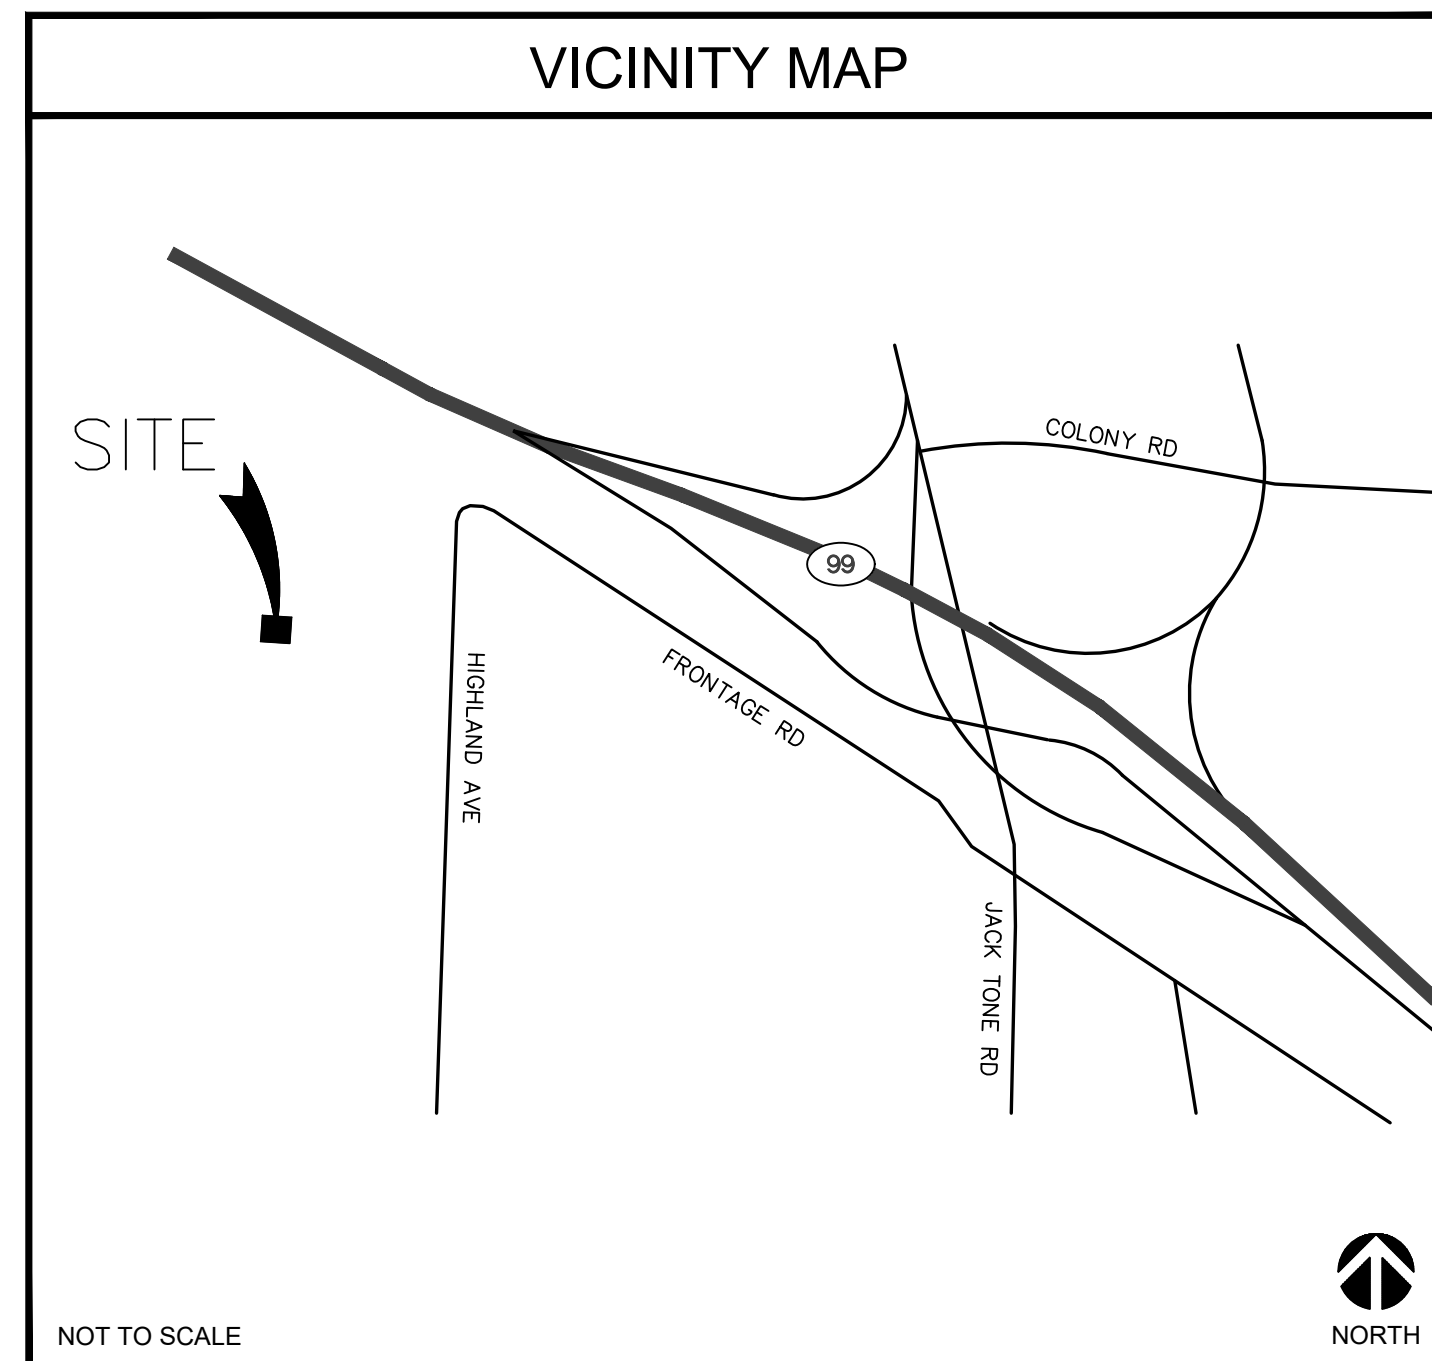 VICINITY MAP
SITE
COLONY RD
99
HIGHLAND AVE
FRONTAGE RD
JACK TONE RD
NOT TO SCALE
NORTH